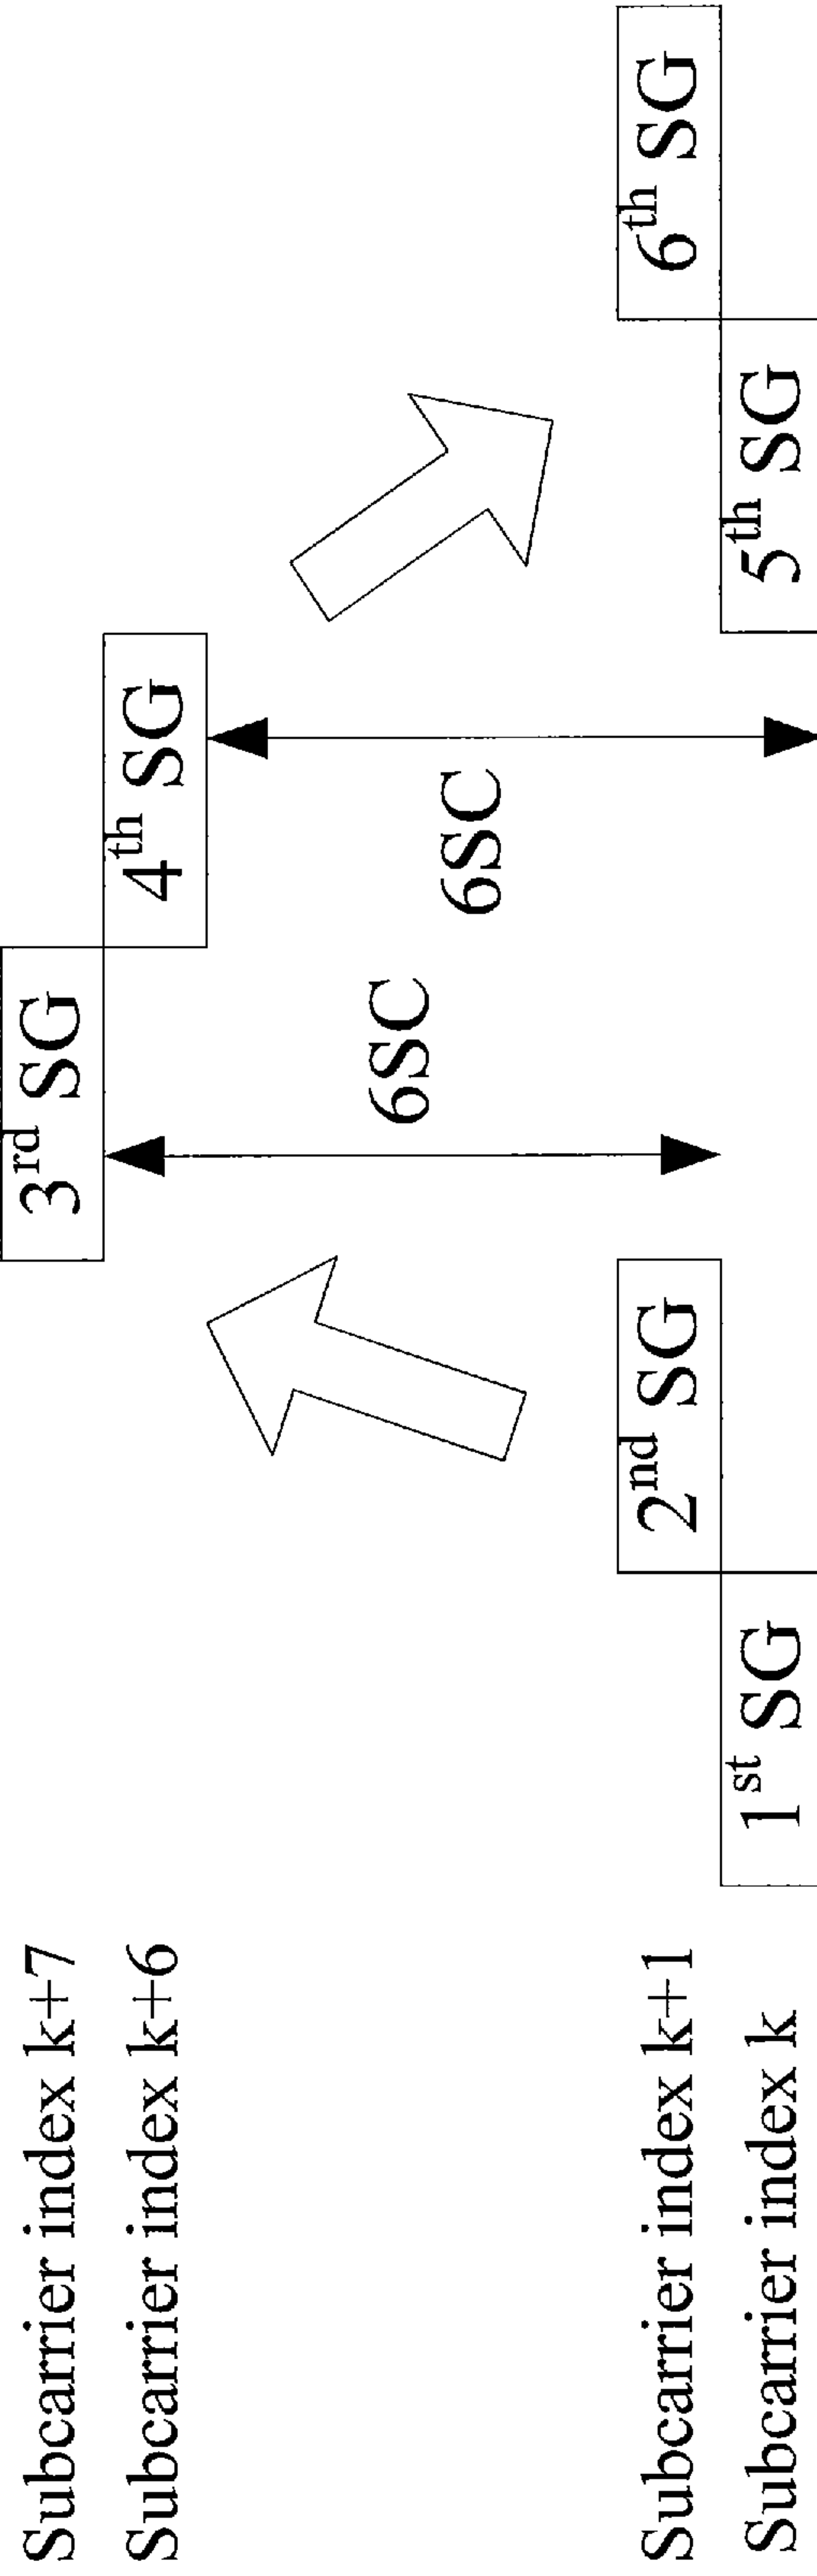 Subcarrier index k+7
3rd SG
Subcarrier index k+6
4th SG
6SC
6SC
Subcarrier index k+1
2nd SG
6th SG
Subcarrier index k
1st SG
5th SG